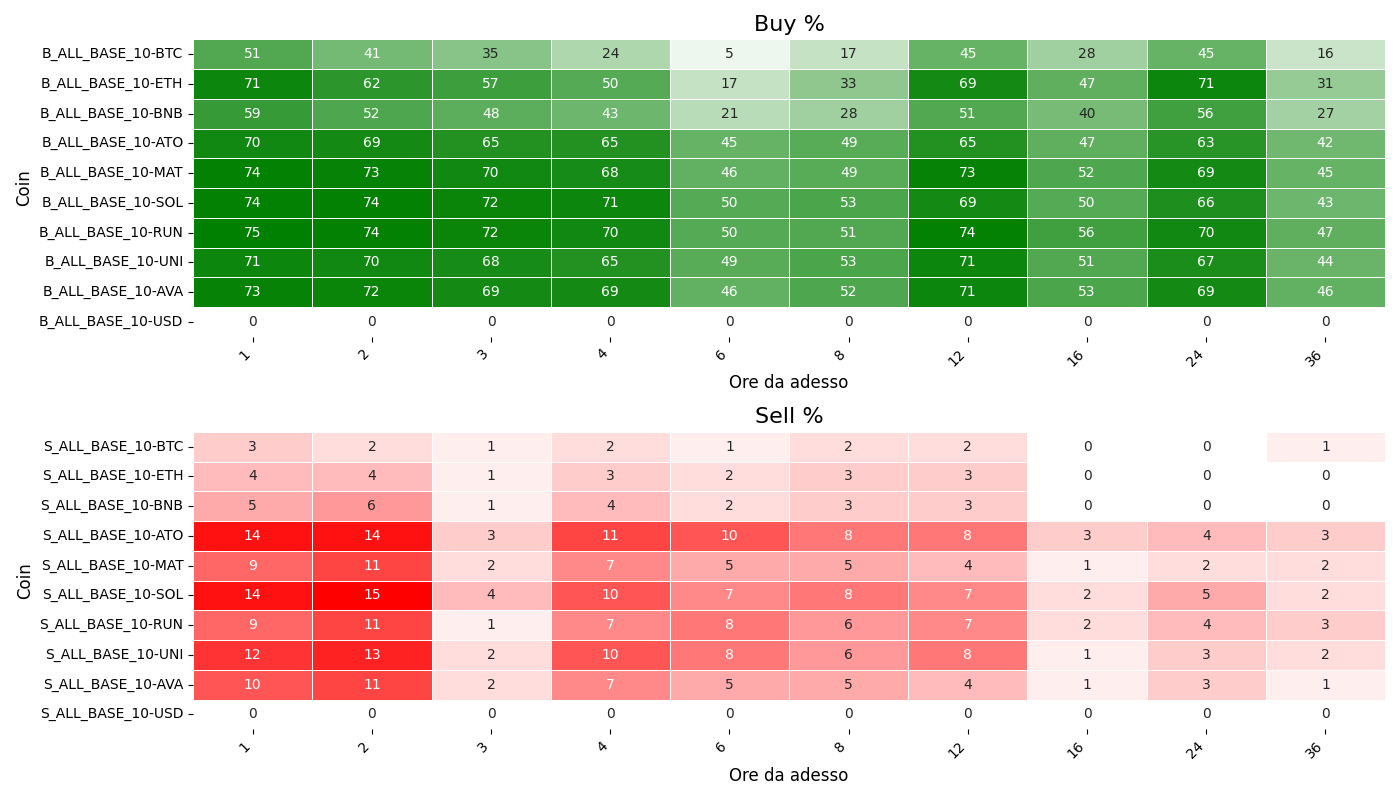 Buy %
Coin
B_ALL_BASE_10-BTC 51 41 35 24 5 17 45 28 45 16
B_ALL_BASE_10-ETH 71 62 57 50 17 33 69 47 71 31
B_ALL_BASE_10-BNB 59 52 48 43 21 28 51 40 56 27
B_ALL_BASE_10-ATO 70 69 65 65 45 49 65 47 63 42
B_ALL_BASE_10-MAT 74 73 70 68 46 49 73 52 69 45
B_ALL_BASE_10-SOL 74 74 72 71 50 53 69 50 66 43
B_ALL_BASE_10-RUN 75 74 72 70 50 51 74 56 70 47
B_ALL_BASE_10-UNI 71 70 68 65 49 53 71 51 67 44
B_ALL_BASE_10-AVA 73 72 69 69 46 52 71 53 69 46
B_ALL_BASE_10-USD 0 0 0 0 0 0 0 0 0 0
1 2 3 4 6 8 12 16 24 36
Ore da adesso
Sell %
Coin
S_ALL_BASE_10-BTC 3 2 1 2 1 2 2 0 0 1
S_ALL_BASE_10-ETH 4 4 1 3 2 3 3 0 0 0
S_ALL_BASE_10-BNB 5 6 1 4 2 3 3 0 0 0
S_ALL_BASE_10-ATO 14 14 3 11 10 8 8 3 4 3
S_ALL_BASE_10-MAT 9 11 2 7 5 5 4 1 2 2
S_ALL_BASE_10-SOL 14 15 4 10 7 8 7 2 5 2
S_ALL_BASE_10-RUN 9 11 1 7 8 6 7 2 4 3
S_ALL_BASE_10-UNI 12 13 2 10 8 6 8 1 3 2
S_ALL_BASE_10-AVA 10 11 2 7 5 5 4 1 3 1
S_ALL_BASE_10-USD 0 0 0 0 0 0 0 0 0 0
1 2 3 4 6 8 12 16 24 36
Ore da adesso